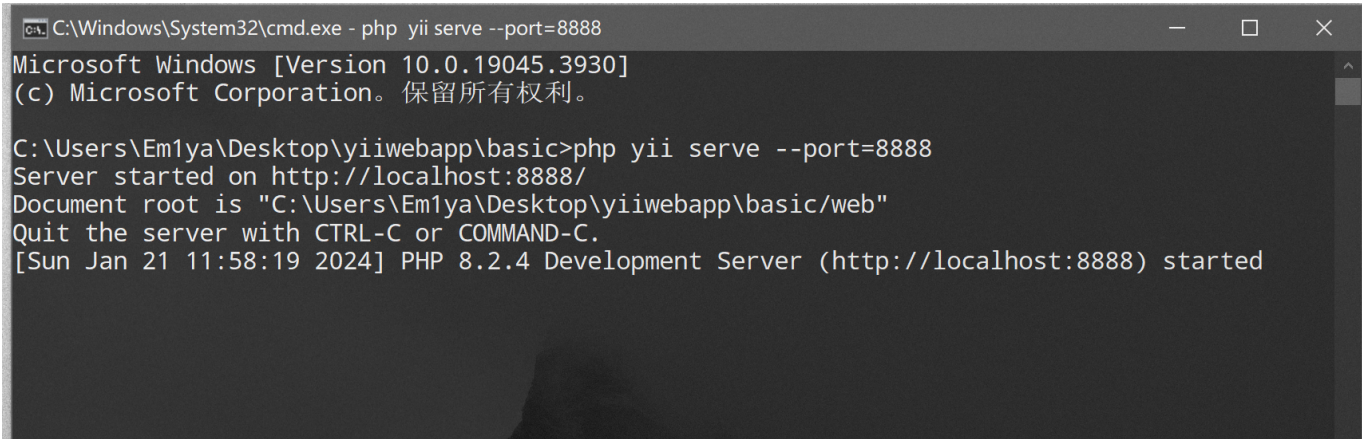 C:\Windows\System32\cmd.exe - php  yii serve --port=8888
Microsoft Windows [Version 10.0.19045.3930]
(c) Microsoft Corporation。保留所有权利。
C:\Users\Em1ya\Desktop\yiiwebapp\basic>php yii serve --port=8888
Server started on http://localhost:8888/
Document root is "C:\Users\Em1ya\Desktop\yiiwebapp\basic/web"
Quit the server with CTRL-C or COMMAND-C.
[Sun Jan 21 11:58:19 2024] PHP 8.2.4 Development Server (http://localhost:8888) started